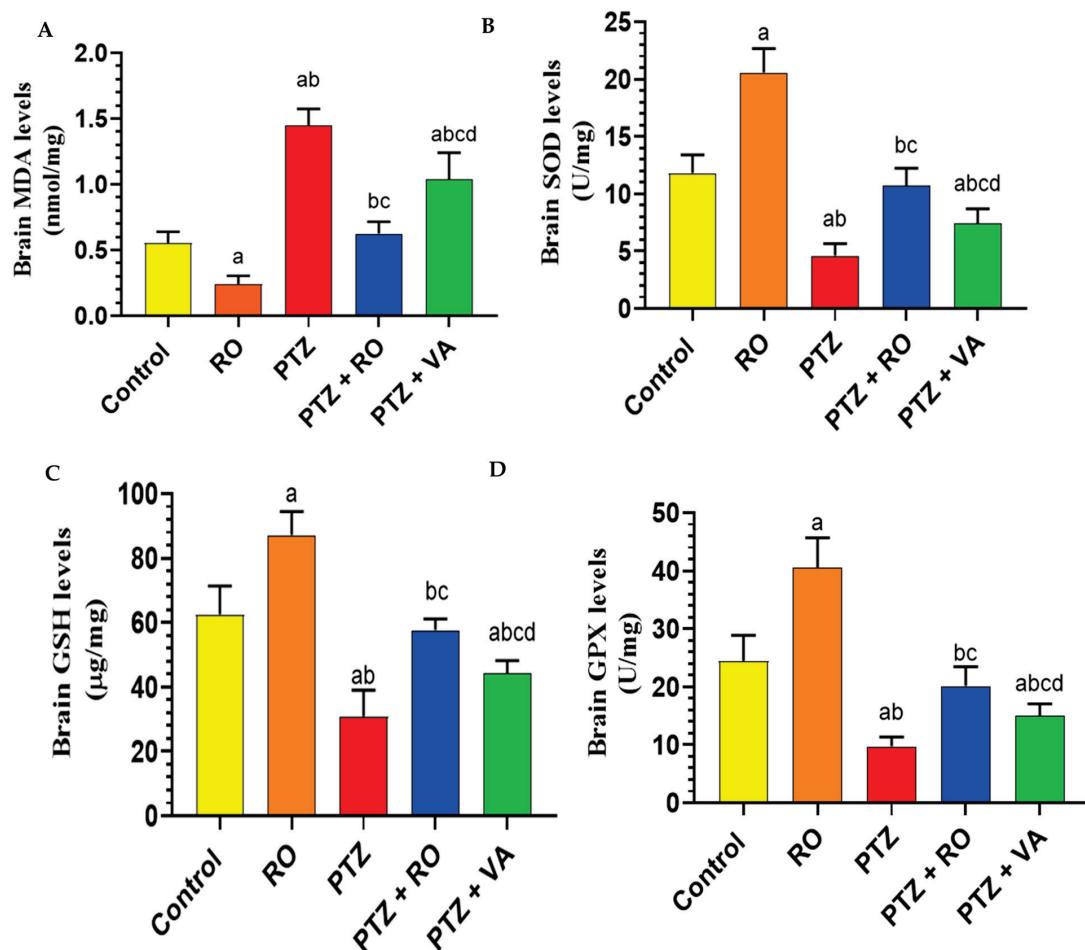 A
Brain MDA levels
(nmol/mg)
2.0
1.5
1.0
0.5
0.0
a
ab
bc
abcd
Control
RO
PTZ
PTZ + RO
PTZ + VA
B
Brain SOD levels
(U/mg)
25
20
15
10
5
0
a
ab
bc
abcd
Control
RO
PTZ
PTZ + RO
PTZ + VA
C
Brain GSH levels
(µg/mg)
100
80
60
40
20
0
a
ab
bc
abcd
Control
RO
PTZ
PTZ + RO
PTZ + VA
D
Brain GPX levels
(U/mg)
50
40
30
20
10
0
a
ab
bc
abcd
Control
RO
PTZ
PTZ + RO
PTZ + VA